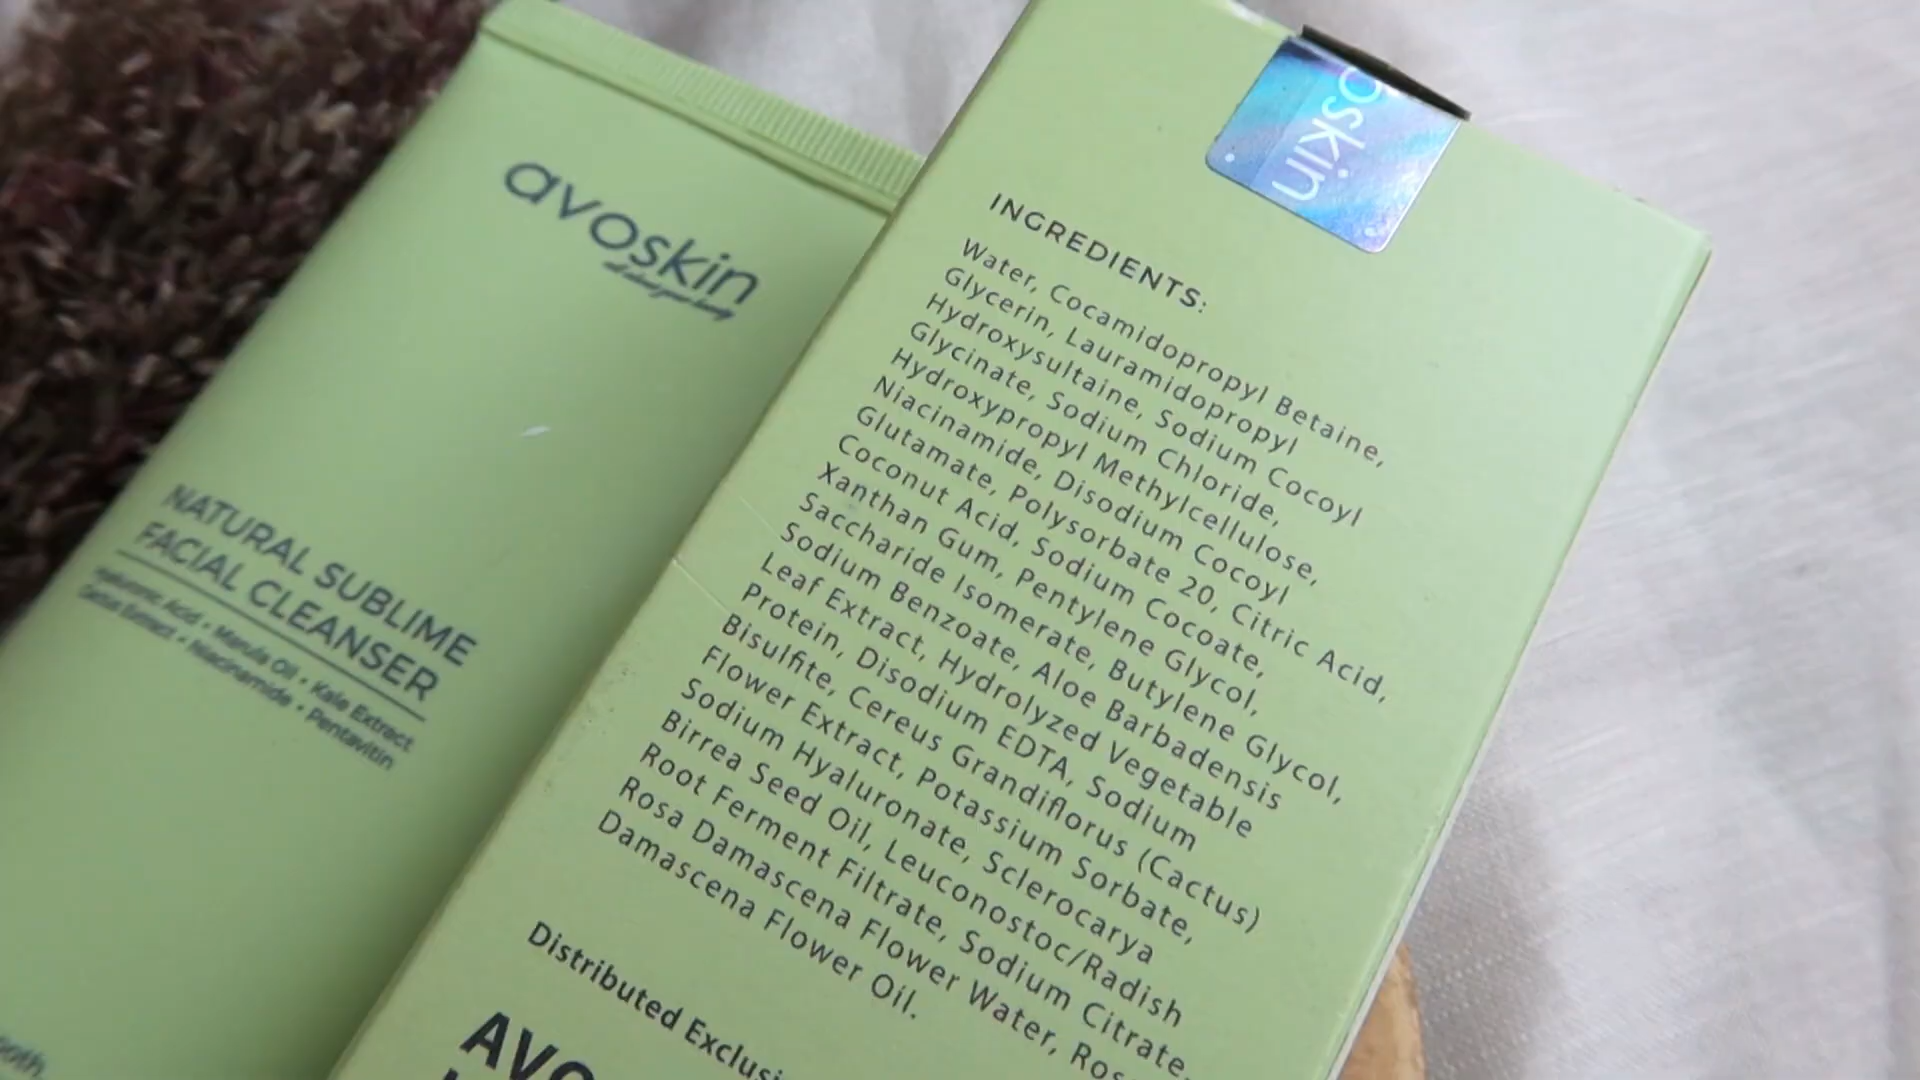 avoskin
NATURAL SUBLIME
FACIAL CLEANSER
Hyaluronic Acid • Marula Oil • Kale Extract
Cactus Extract • Niacinamide • Pentavitin
ooth
oskin
INGREDIENTS:
Water, Cocamidopropyl Betaine,
Glycerin, Lauramidopropyl
Hydroxysultaine, Sodium Cocoyl
Glycinate, Sodium Chloride,
Hydroxypropyl Methylcellulose,
Niacinamide, Disodium Cocoyl
Glutamate, Polysorbate 20, Citric Acid,
Coconut Acid, Sodium Cocoate,
Xanthan Gum, Pentylene Glycol,
Saccharide Isomerate, Butylene Glycol,
Sodium Benzoate, Aloe Barbadensis
Leaf Extract, Hydrolyzed Vegetable
Protein, Disodium EDTA, Sodium
Bisulfite, Cereus Grandiflorus (Cactus)
Flower Extract, Potassium Sorbate,
Sodium Hyaluronate, Sclerocarya
Birrea Seed Oil, Leuconostoc/Radish
Root Ferment Filtrate, Sodium Citrate,
Rosa Damascena Flower Water, Rosa
Damascena Flower Oil.
Distributed Exclusi
AVO